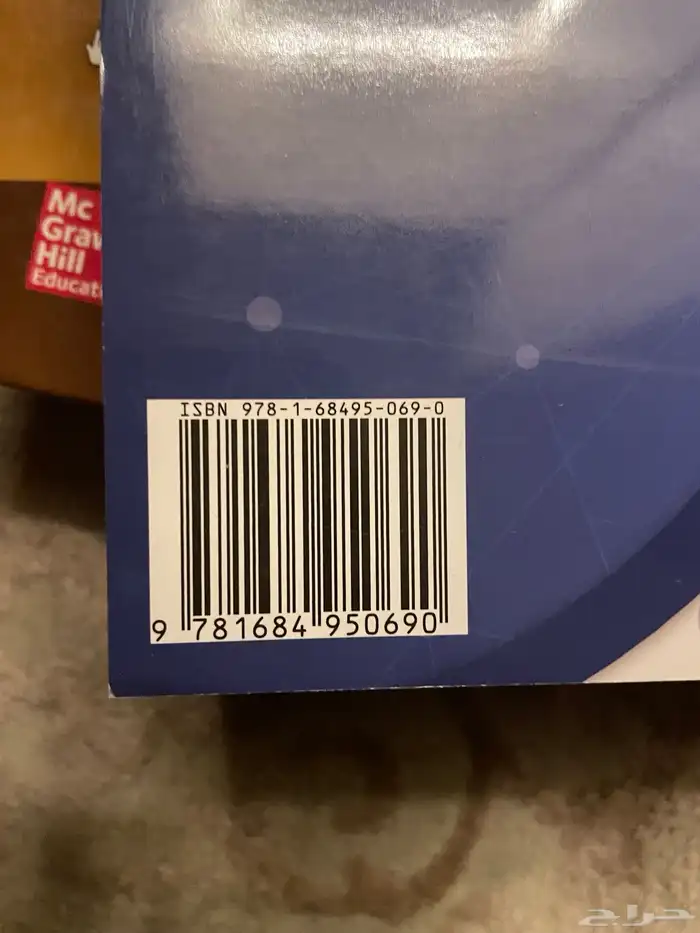 Mc
Graw
Hill
Educat
ISBN 978-1-68495-069-0
9 781684 950690
حراج